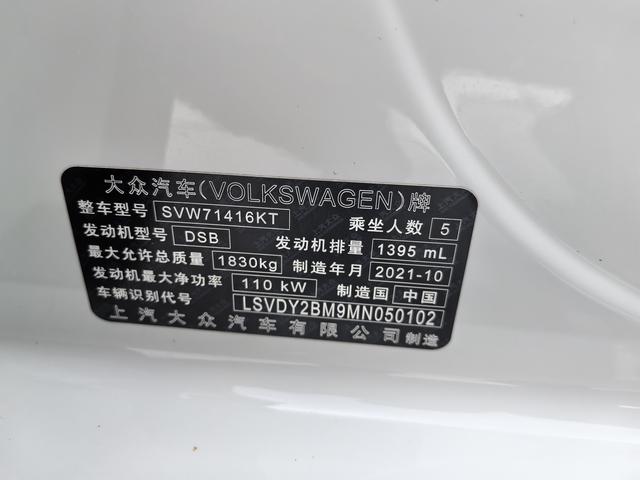 大众汽车(VOLKSWAGEN)牌
整车型号 SVW71416KT 乘坐人数 5
发动机型号 DSB 发动机排量 1395 mL
最大允许总质量 1830kg 制造年月 2021-10
发动机最大净功率 110 kW 制造国 中国
车辆识别代号 LSVDY2BM9MN050102
上汽大众汽车有限公司制造